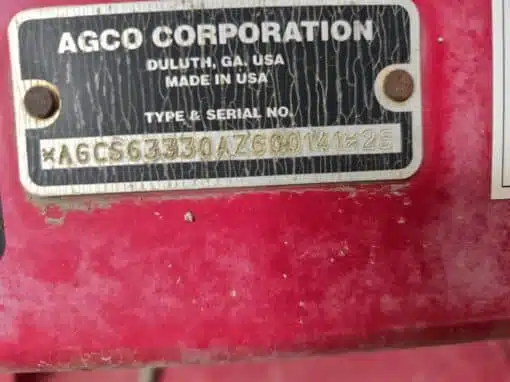 AGCO CORPORATION
DULUTH, GA. USA
MADE IN USA
TYPE & SERIAL NO.
*AGCS63330AZ600141*2S